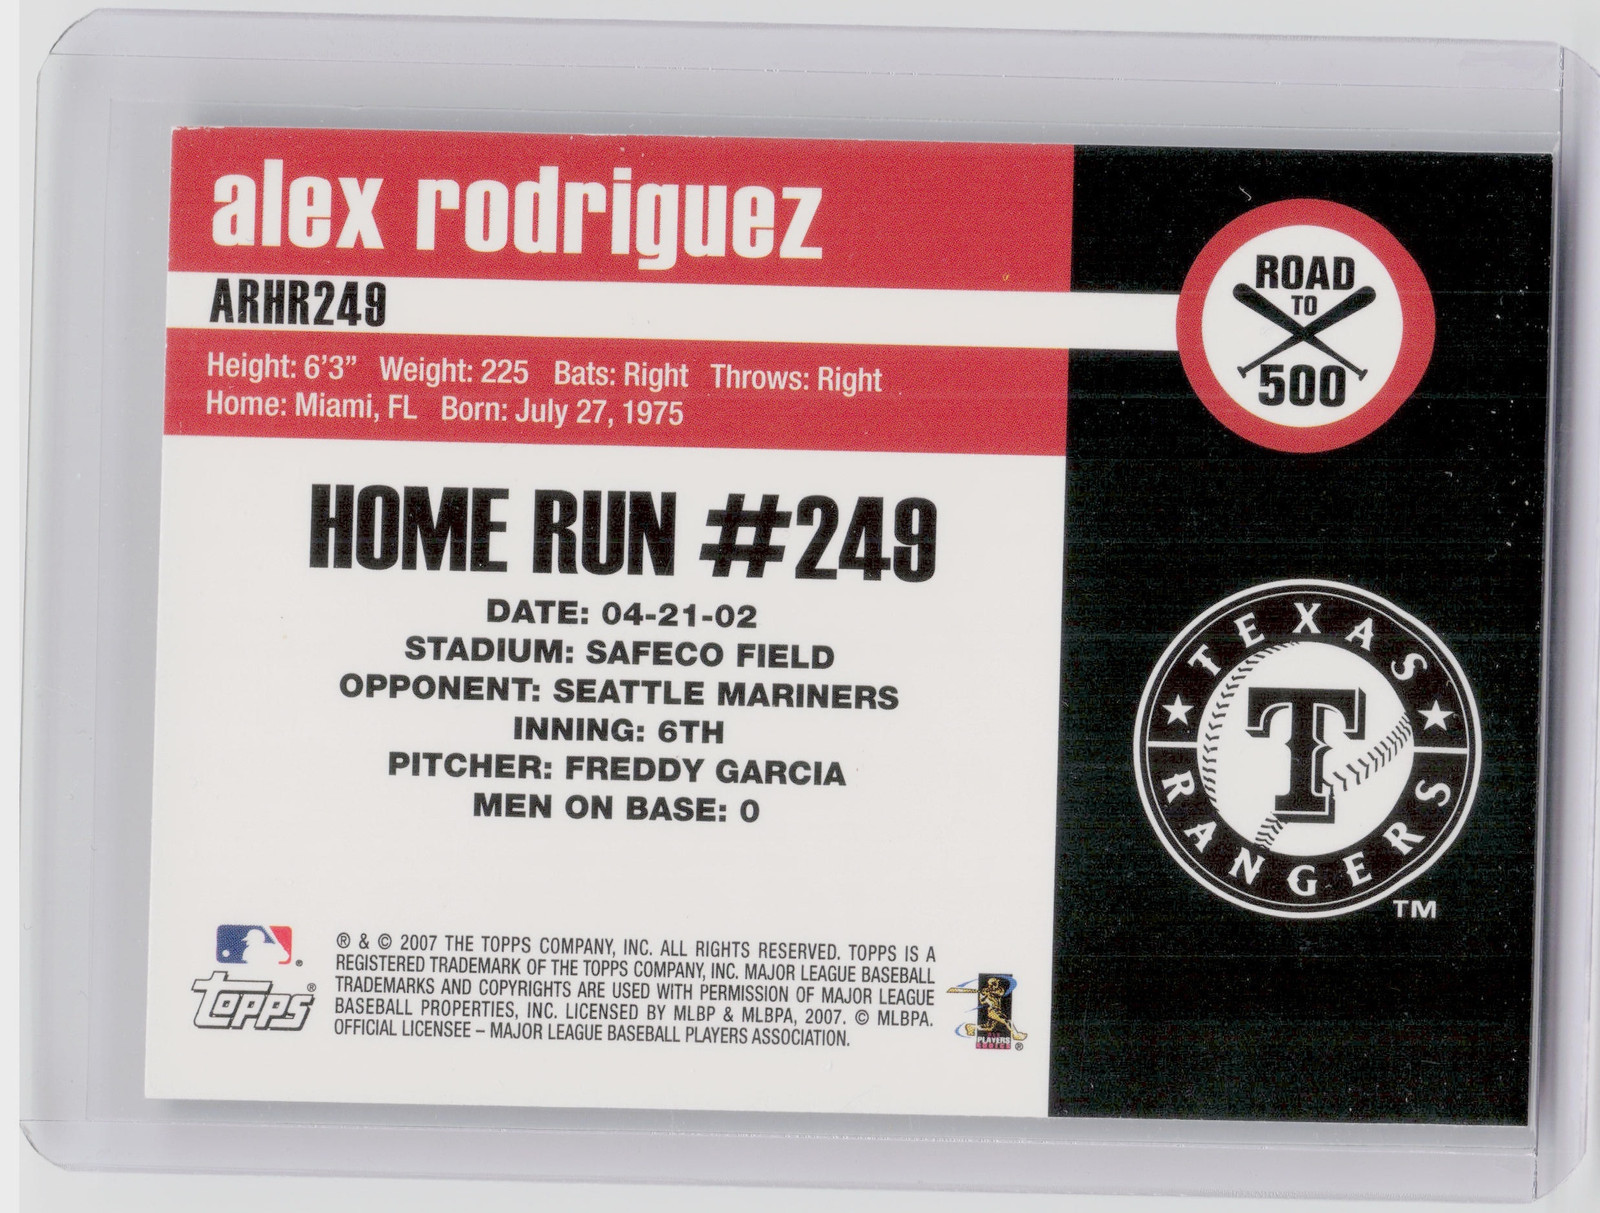 alex rodriguez
ARHR249
Height: 6'3" Weight: 225 Bats: Right Throws: Right
Home: Miami, FL Born: July 27, 1975
ROAD
TO
500
HOME RUN #249
DATE: 04-21-02
STADIUM: SAFECO FIELD
OPPONENT: SEATTLE MARINERS
INNING: 6TH
PITCHER: FREDDY GARCIA
MEN ON BASE: 0
TEXAS
T
RANGERS
TM
® & © 2007 THE TOPPS COMPANY, INC. ALL RIGHTS RESERVED. TOPPS IS A
REGISTERED TRADEMARK OF THE TOPPS COMPANY, INC. MAJOR LEAGUE BASEBALL
TRADEMARKS AND COPYRIGHTS ARE USED WITH PERMISSION OF MAJOR LEAGUE
BASEBALL PROPERTIES, INC. LICENSED BY MLBP & MLBPA, 2007. © MLBPA.
OFFICIAL LICENSEE – MAJOR LEAGUE BASEBALL PLAYERS ASSOCIATION.
®
topps®
PLAYERS
®